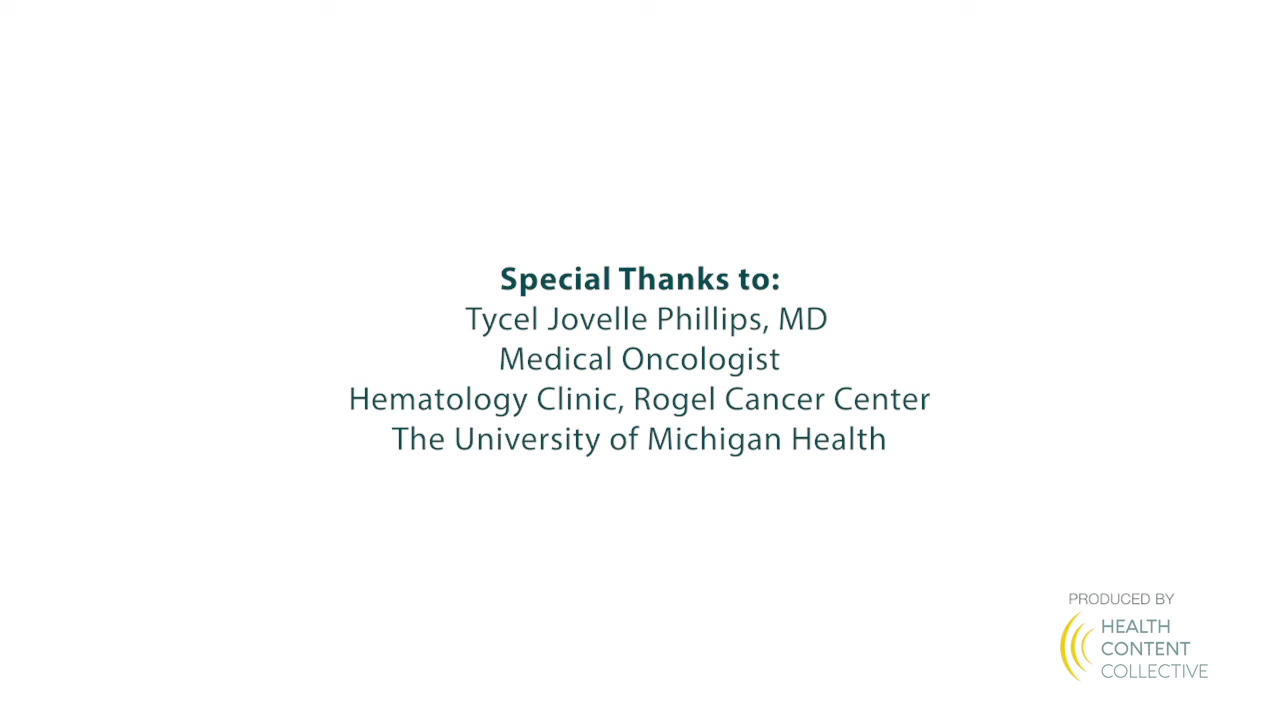 Special Thanks to:
Tycel Jovelle Phillips, MD
Medical Oncologist
Hematology Clinic, Rogel Cancer Center
The University of Michigan Health
PRODUCED BY
HEALTH
CONTENT
COLLECTIVE